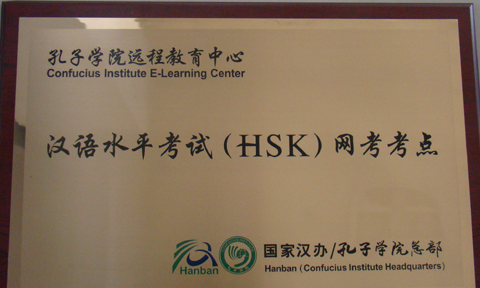 孔子学院远程教育中心
Confucius Institute E-Learning Center
汉语水平考试(HSK)网考考点
Hanban
国家汉办/孔子学院总部
Hanban (Confucius Institute Headquarters)